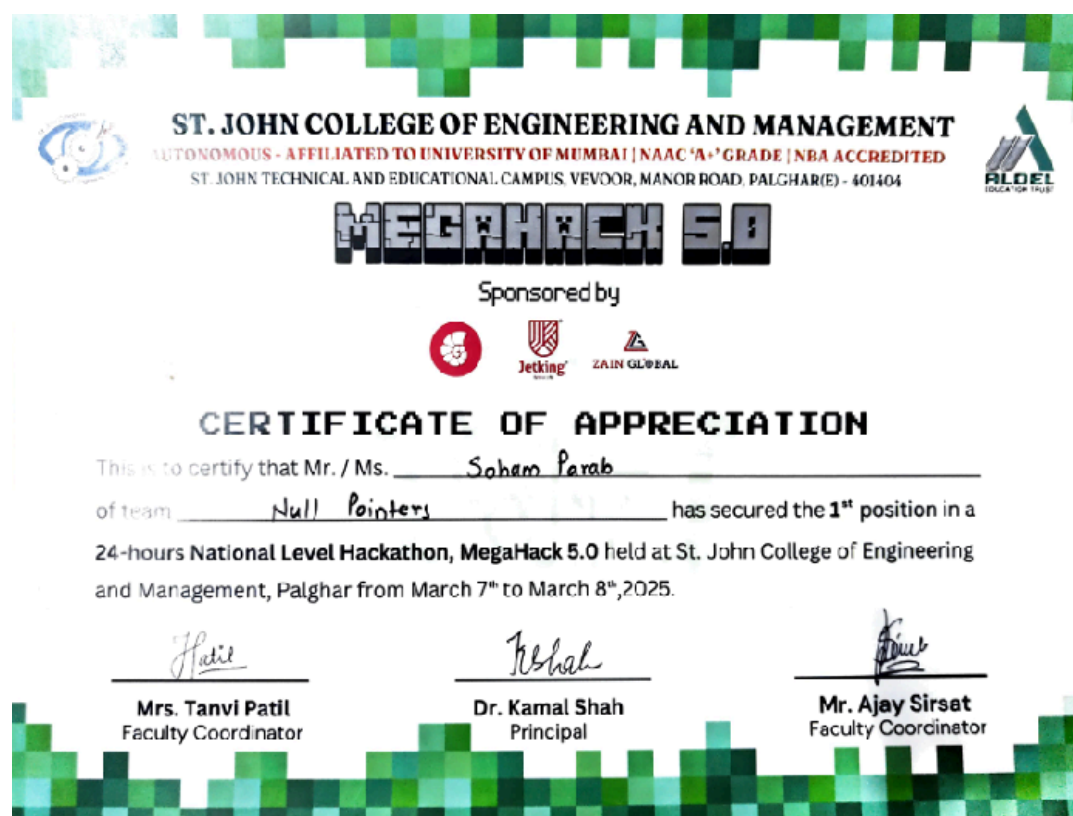 ST. JOHN COLLEGE OF ENGINEERING AND MANAGEMENT
AUTONOMOUS - AFFILIATED TO UNIVERSITY OF MUMBAI | NAAC 'A+' GRADE | NBA ACCREDITED
ST. JOHN TECHNICAL AND EDUCATIONAL CAMPUS, VEVOOR, MANOR ROAD, PALGHAR(E) - 401404
ALDEL
EDUCATION TRUST
MEGAHACK 5.0
Sponsored by
Jetking
ZAIN GLOBAL
CERTIFICATE OF APPRECIATION
This is to certify that Mr. / Ms. Soham Parab
of team Null Pointers has secured the 1st position in a
24-hours National Level Hackathon, MegaHack 5.0 held at St. John College of Engineering
and Management, Palghar from March 7th to March 8th,2025.
Mrs. Tanvi Patil
Faculty Coordinator
Dr. Kamal Shah
Principal
Mr. Ajay Sirsat
Faculty Coordinator